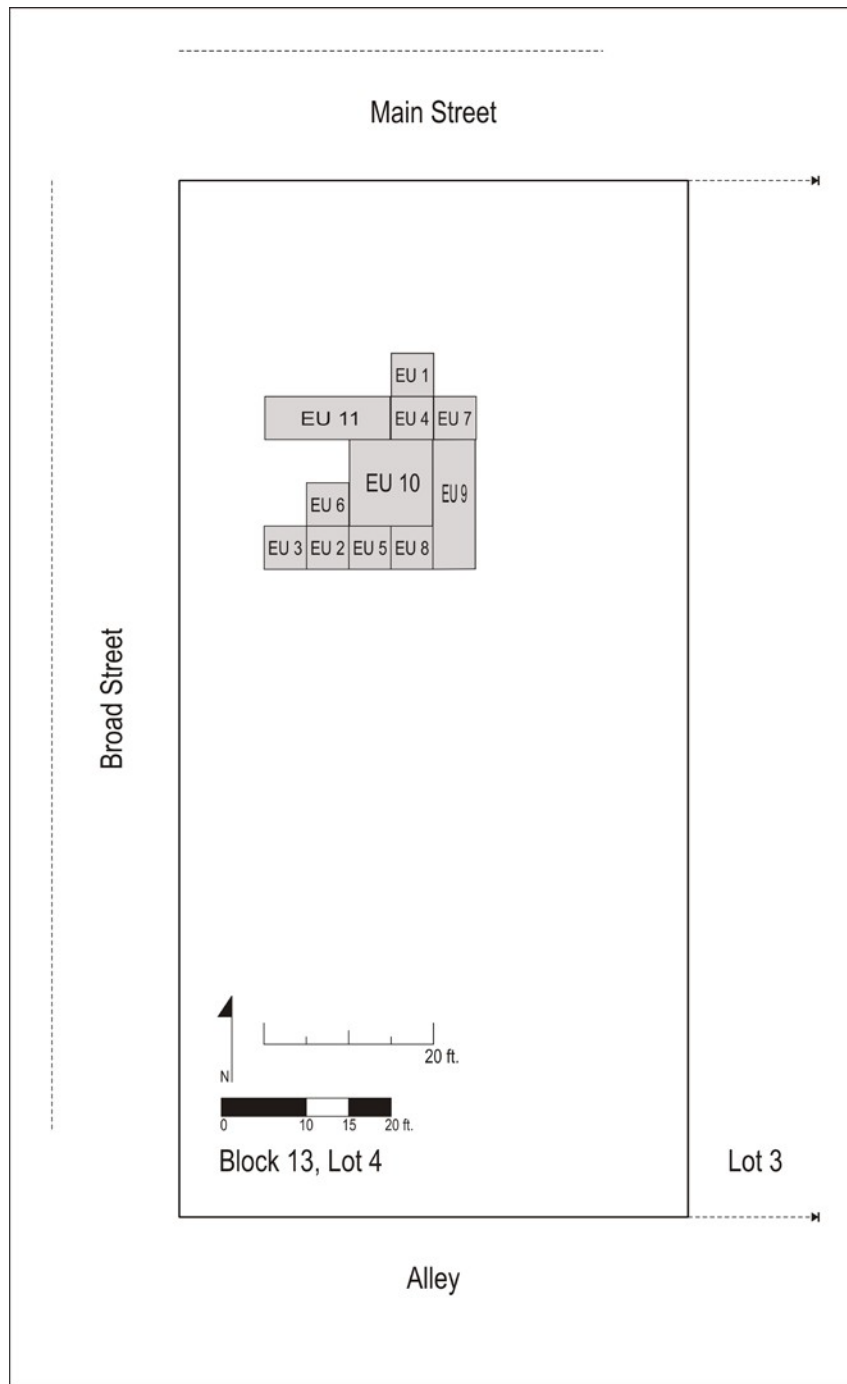 Main Street
EU 1
EU 11 EU 4 EU 7
EU 10 EU 9
EU 6
EU 3 EU 2 EU 5 EU 8
Broad Street
20 ft.
N
0 10 15 20 ft.
Block 13, Lot 4
Lot 3
Alley